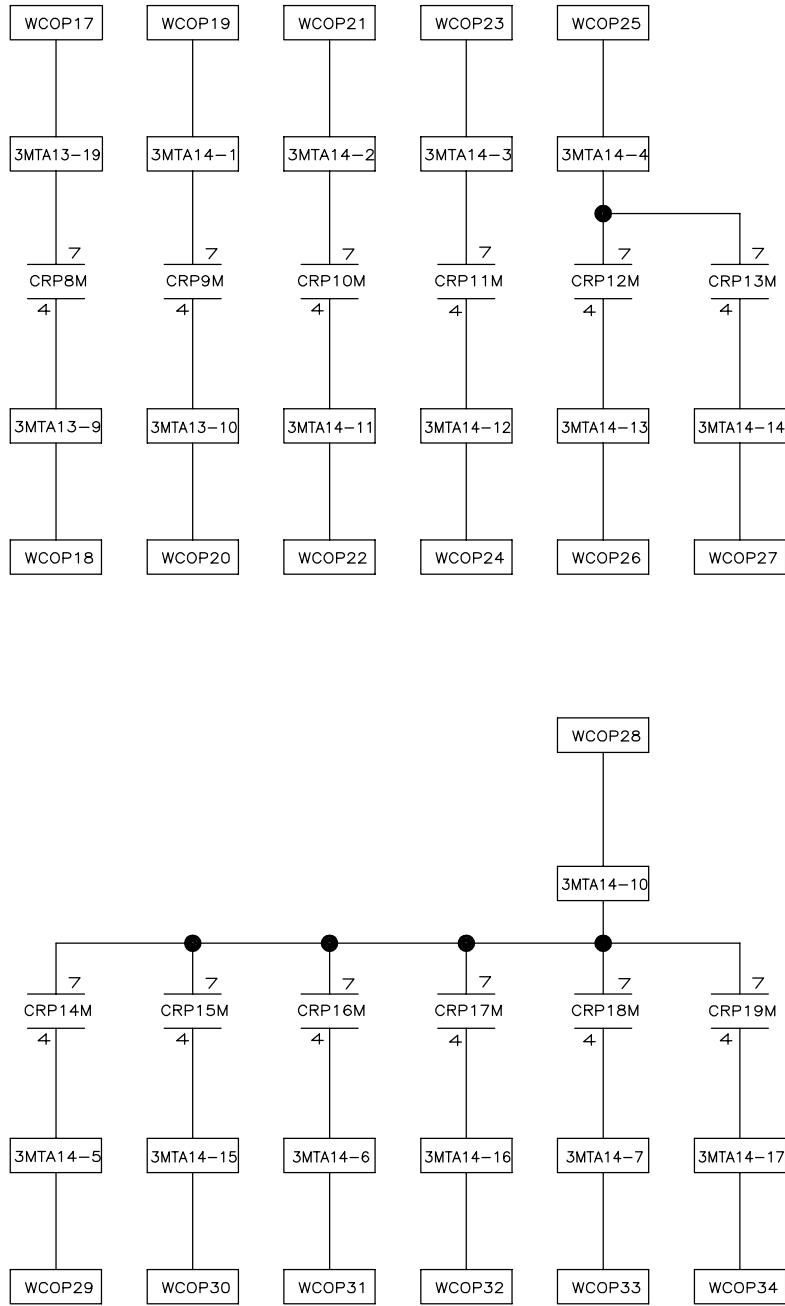 WCOP17 WCOP19 WCOP21 WCOP23 WCOP25
3MTA13-19 3MTA14-1 3MTA14-2 3MTA14-3 3MTA14-4
7 7 7 7 7 7
CRP8M CRP9M CRP10M CRP11M CRP12M CRP13M
4 4 4 4 4 4
3MTA13-9 3MTA13-10 3MTA14-11 3MTA14-12 3MTA14-13 3MTA14-14
WCOP18 WCOP20 WCOP22 WCOP24 WCOP26 WCOP27
WCOP28
3MTA14-10
7 7 7 7 7 7
CRP14M CRP15M CRP16M CRP17M CRP18M CRP19M
4 4 4 4 4 4
3MTA14-5 3MTA14-15 3MTA14-6 3MTA14-16 3MTA14-7 3MTA14-17
WCOP29 WCOP30 WCOP31 WCOP32 WCOP33 WCOP34